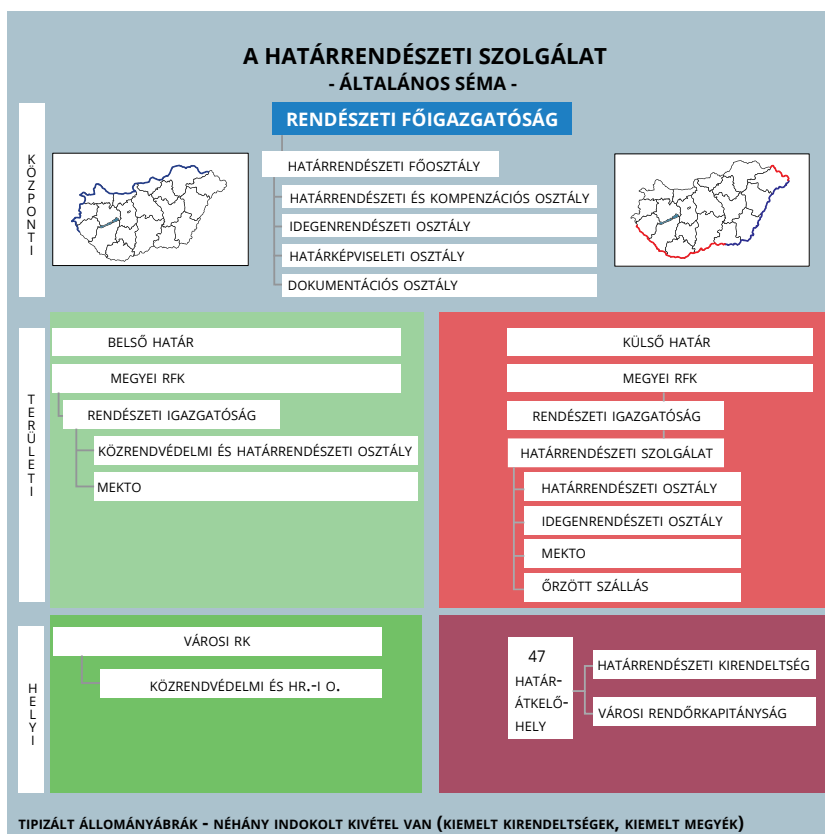 A HATÁRRENDÉSZETI SZOLGÁLAT
- ÁLTALÁNOS SÉMA -
KÖZPONTI
RENDÉSZETI FŐIGAZGATÓSÁG
HATÁRRENDÉSZETI FŐOSZTÁLY
HATÁRRENDÉSZETI ÉS KOMPENZÁCIÓS OSZTÁLY
IDEGENRENDÉSZETI OSZTÁLY
HATÁRKÉPVISELETI OSZTÁLY
DOKUMENTÁCIÓS OSZTÁLY
TERÜLETI
BELSŐ HATÁR
MEGYEI RFK
RENDÉSZETI IGAZGATÓSÁG
KÖZRENDVÉDELMI ÉS HATÁRRENDÉSZETI OSZTÁLY
MEKTO
KÜLSŐ HATÁR
MEGYEI RFK
RENDÉSZETI IGAZGATÓSÁG
HATÁRRENDÉSZETI SZOLGÁLAT
HATÁRRENDÉSZETI OSZTÁLY
IDEGENRENDÉSZETI OSZTÁLY
MEKTO
ŐRZÖTT SZÁLLÁS
HELYI
VÁROSI RK
KÖZRENDVÉDELMI ÉS HR.-I O.
47
HATÁR-
ÁTKELŐ-
HELY
HATÁRRENDÉSZETI KIRENDELTSÉG
VÁROSI RENDŐRKAPITÁNYSÁG
TIPIZÁLT ÁLLOMÁNYÁBRÁK - NÉHÁNY INDOKOLT KIVÉTEL VAN (KIEMELT KIRENDELTSÉGEK, KIEMELT MEGYÉK)